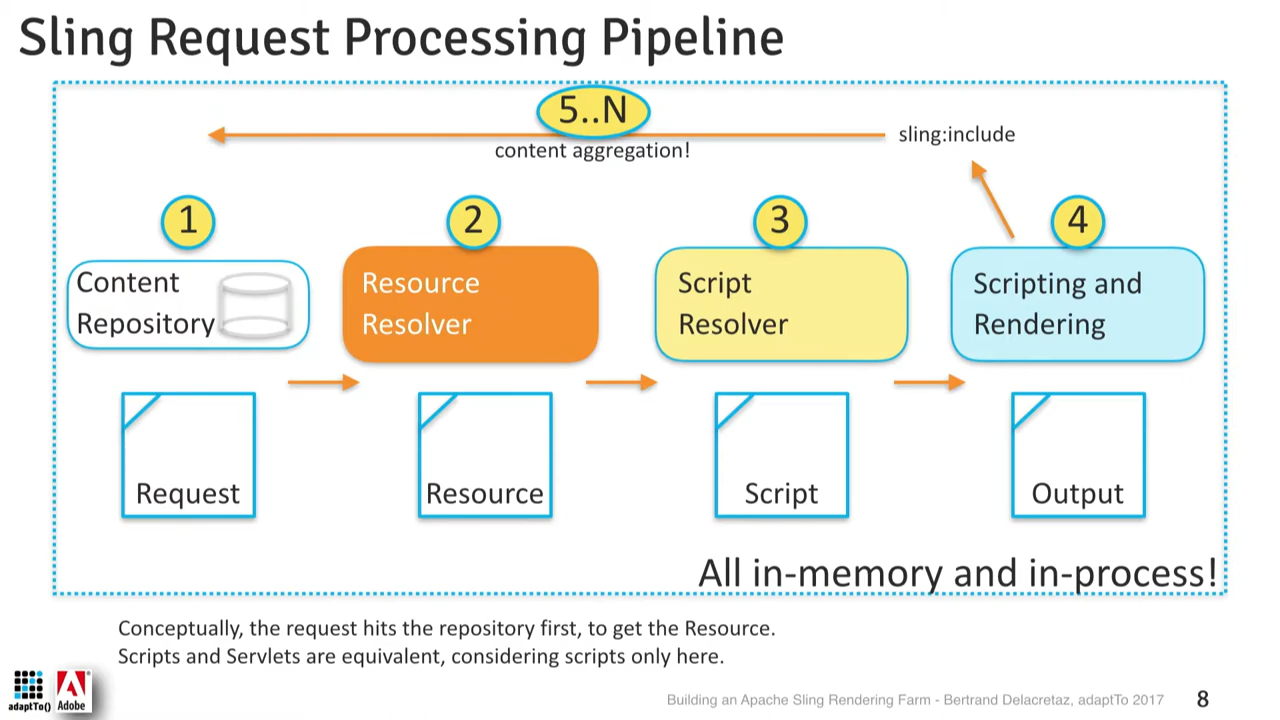 Sling Request Processing Pipeline
5..N
sling:include
content aggregation!
1
2
3
4
Content
Repository
Resource
Resolver
Script
Resolver
Scripting and
Rendering
Request
Resource
Script
Output
All in-memory and in-process!
Conceptually, the request hits the repository first, to get the Resource.
Scripts and Servlets are equivalent, considering scripts only here.
adaptTo()
Adobe
Building an Apache Sling Rendering Farm - Bertrand Delacretaz, adaptTo 2017
8